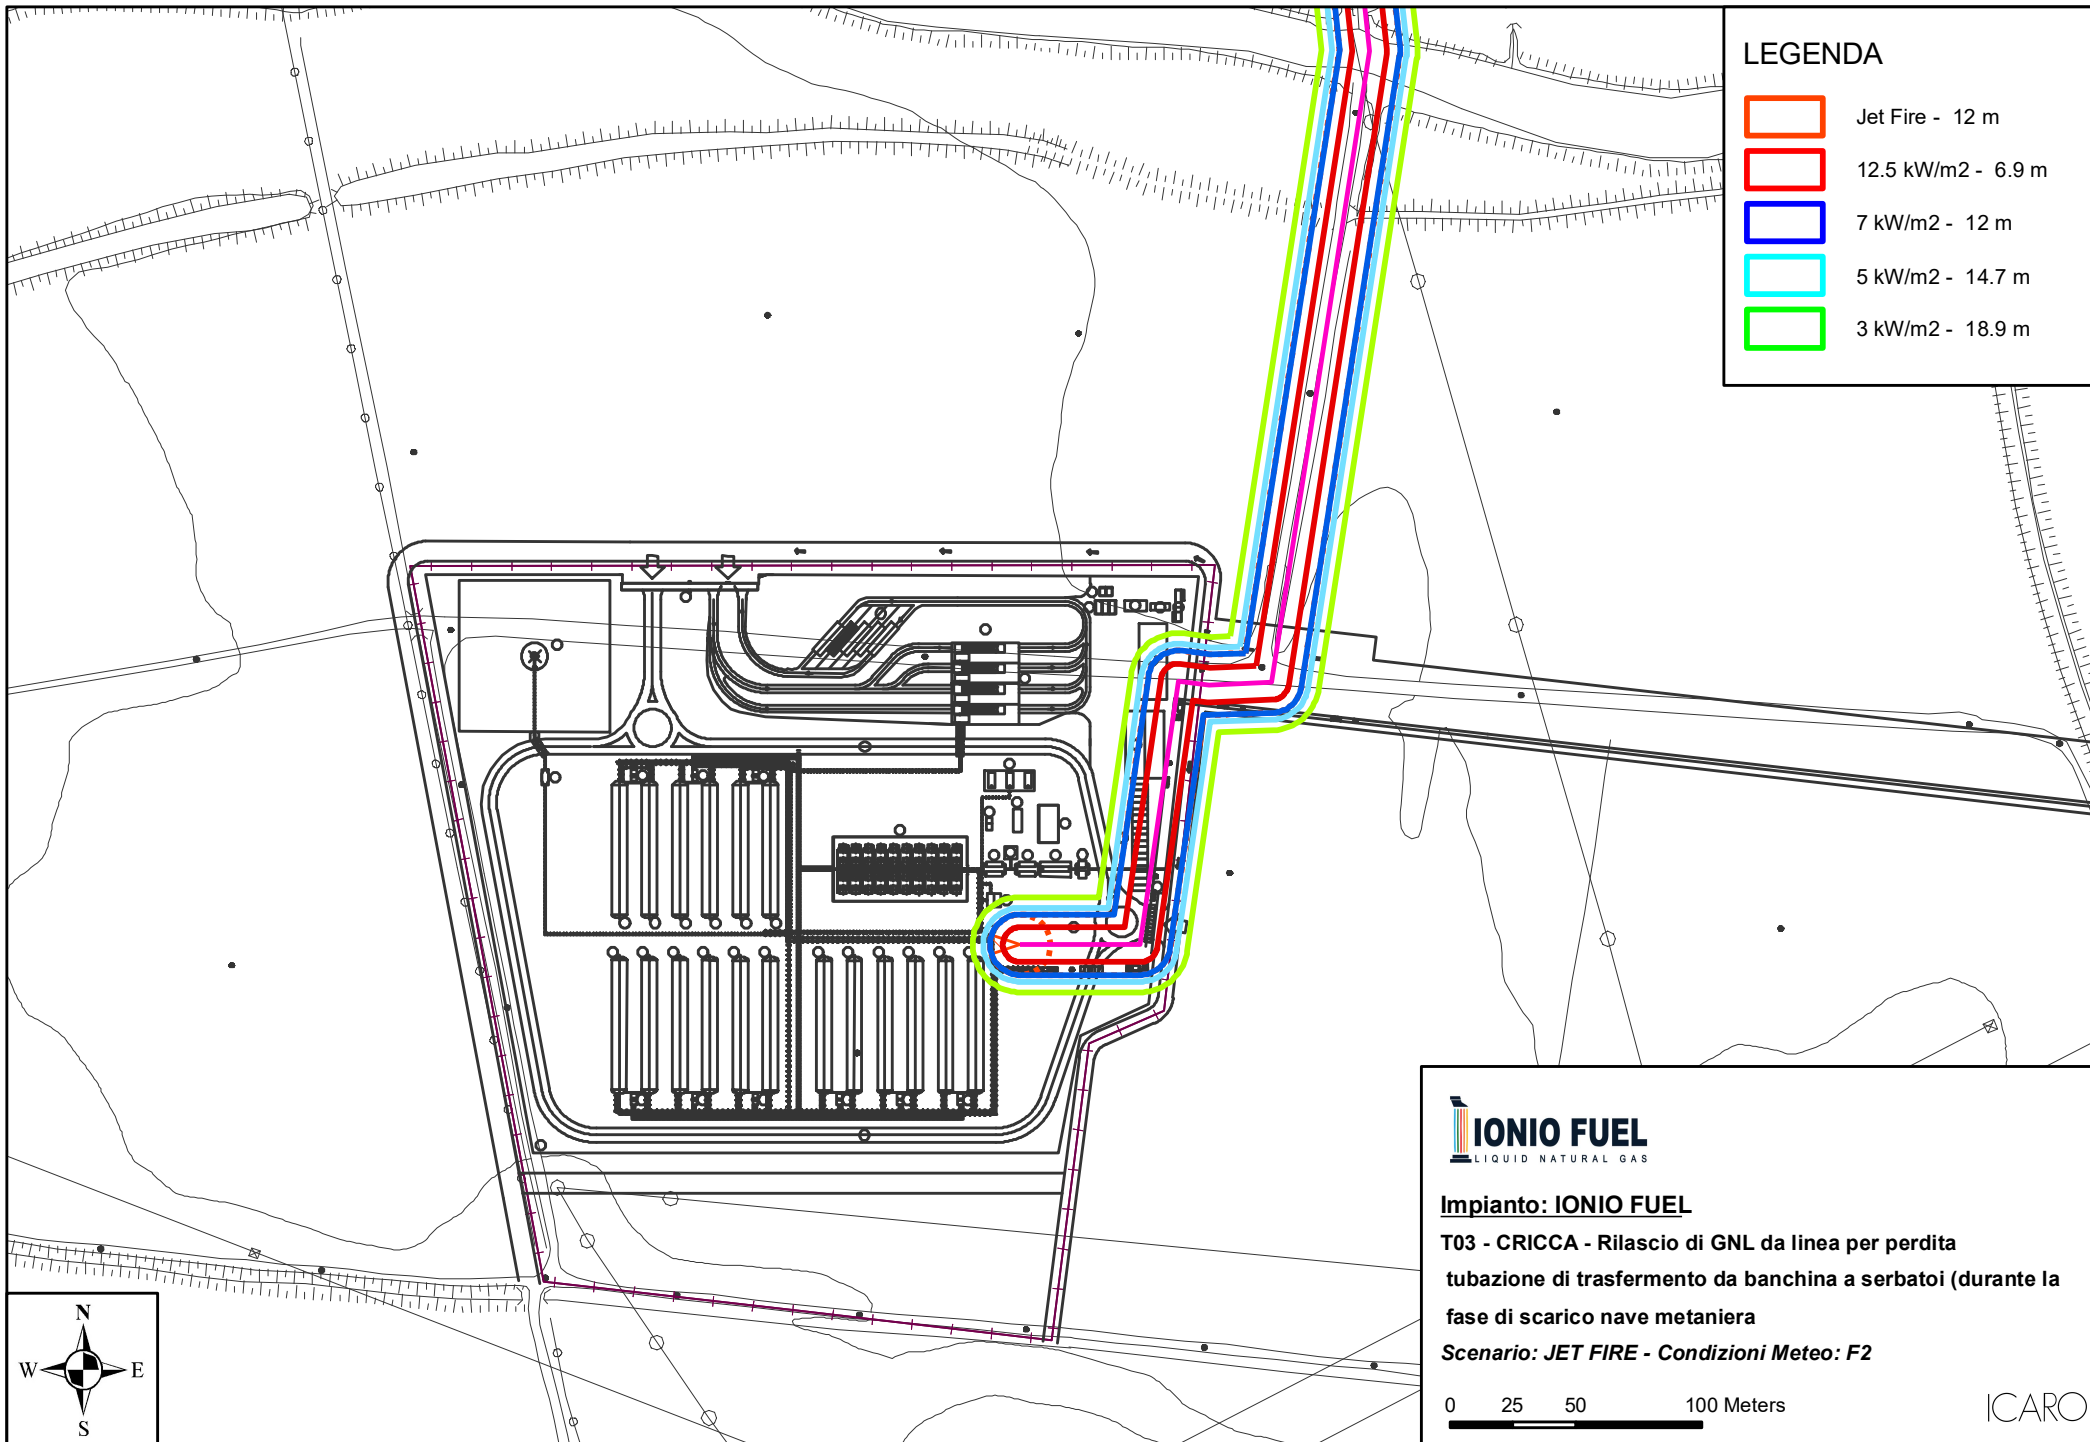 LEGENDA
Jet Fire - 12 m
12.5 kW/m2 - 6.9 m
7 kW/m2 - 12 m
5 kW/m2 - 14.7 m
3 kW/m2 - 18.9 m
IONIO FUEL
LIQUID NATURAL GAS
Impianto: IONIO FUEL
T03 - CRICCA - Rilascio di GNL da linea per perdita
tubazione di trasfermento da banchina a serbatoi (durante la
fase di scarico nave metaniera
Scenario: JET FIRE - Condizioni Meteo: F2
0 25 50 100 Meters
ICARO
N
W E
S